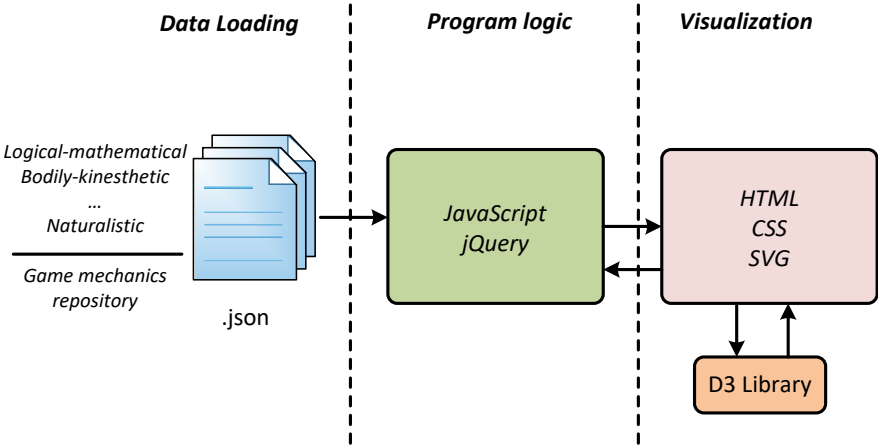 Data Loading
Program logic
Visualization
Logical-mathematical
Bodily-kinesthetic
...
Naturalistic
Game mechanics
repository
.json
JavaScript
jQuery
HTML
CSS
SVG
D3 Library